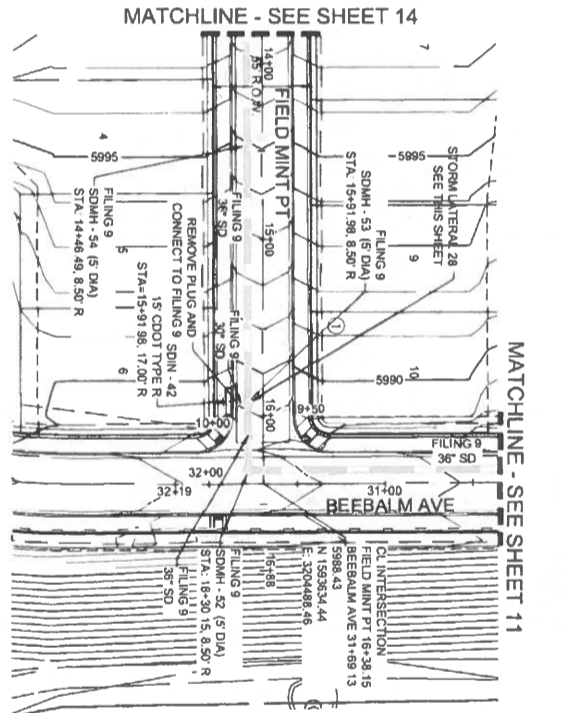 MATCHLINE - SEE SHEET 14
MATCHLINE - SEE SHEET 11
7
14+00
55' R.O.W.
FIELD MINT PT
4
5995
5995
STORM LATERAL 28
SEE THIS SHEET
FILING 9
SDMH - 53 (5' DIA)
STA: 15+91.98, 8.50' R
FILING 9
SDMH - 54 (5' DIA)
STA: 14+46.49, 8.50' R
FILING 9
36" SD
15+00
5
9
REMOVE PLUG AND
CONNECT TO FILING 9
SDIN - 42
15' CDOT TYPE R
STA=15+91.98, 17.00' R
FILING 9
30" SD
1
6
10
5990
16+00
9+50
10+00
FILING 9
36" SD
32+00
32+19
31+00
BEEBALM AVE
CL INTERSECTION
FIELD MINT PT 16+38.15
BEEBALM AVE 31+69.13
5988.43
N 1593634.44
E: 3204488.46
16+88
FILING 9
SDMH - 52 (5' DIA)
STA: 16+30.15, 8.50' R
FILING 9
36" SD